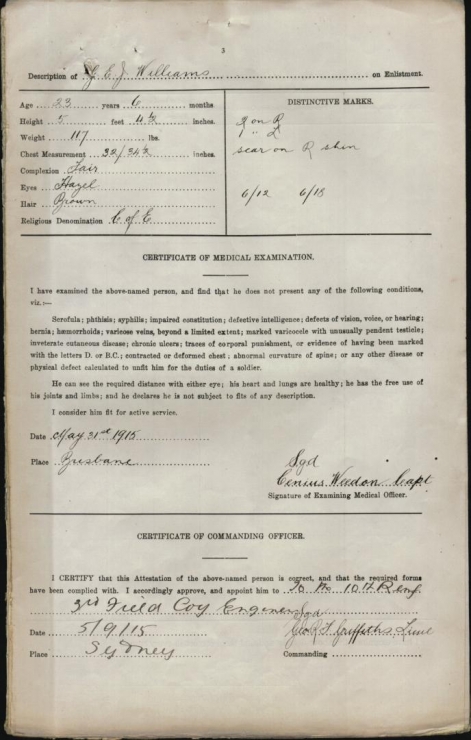 3
Description of G C J Williams on Enlistment.
Age 23 years 6 months
Height 5 feet 4½ inches.
Weight 117 lbs.
Chest Measurement 32/34½ inches.
Complexion Fair
Eyes Hazel
Hair Brown
Religious Denomination C of E
DISTINCTIVE MARKS.
on R
1 " L
scar on R shin
6/12 6/18
CERTIFICATE OF MEDICAL EXAMINATION.
I have examined the above-named person, and find that he does not present any of the following conditions,
viz.:—
Scrofula; phthisis; syphilis; impaired constitution; defective intelligence; defects of vision, voice, or hearing;
hernia; hæmorrhoids; varicose veins, beyond a limited extent; marked varicocele with unusually pendent testicle;
inveterate cutaneous disease; chronic ulcers; traces of corporal punishment, or evidence of having been marked
with the letters D. or B.C.; contracted or deformed chest; abnormal curvature of spine; or any other disease or
physical defect calculated to unfit him for the duties of a soldier.
He can see the required distance with either eye; his heart and lungs are healthy; he has the free use of
his joints and limbs; and he declares he is not subject to fits of any description.
I consider him fit for active service.
Date May 31st 1915
Place Brisbane
Sgd
Weedon Capt
Signature of Examining Medical Officer.
CERTIFICATE OF COMMANDING OFFICER.
I CERTIFY that this Attestation of the above-named person is correct, and that the required forms
have been complied with. I accordingly approve, and appoint him to 10th Reinf
3rd Field Coy Engineers
Sgd
Date 5/9/15
Geo R F Griffiths Lieut
Place Sydney
Commanding